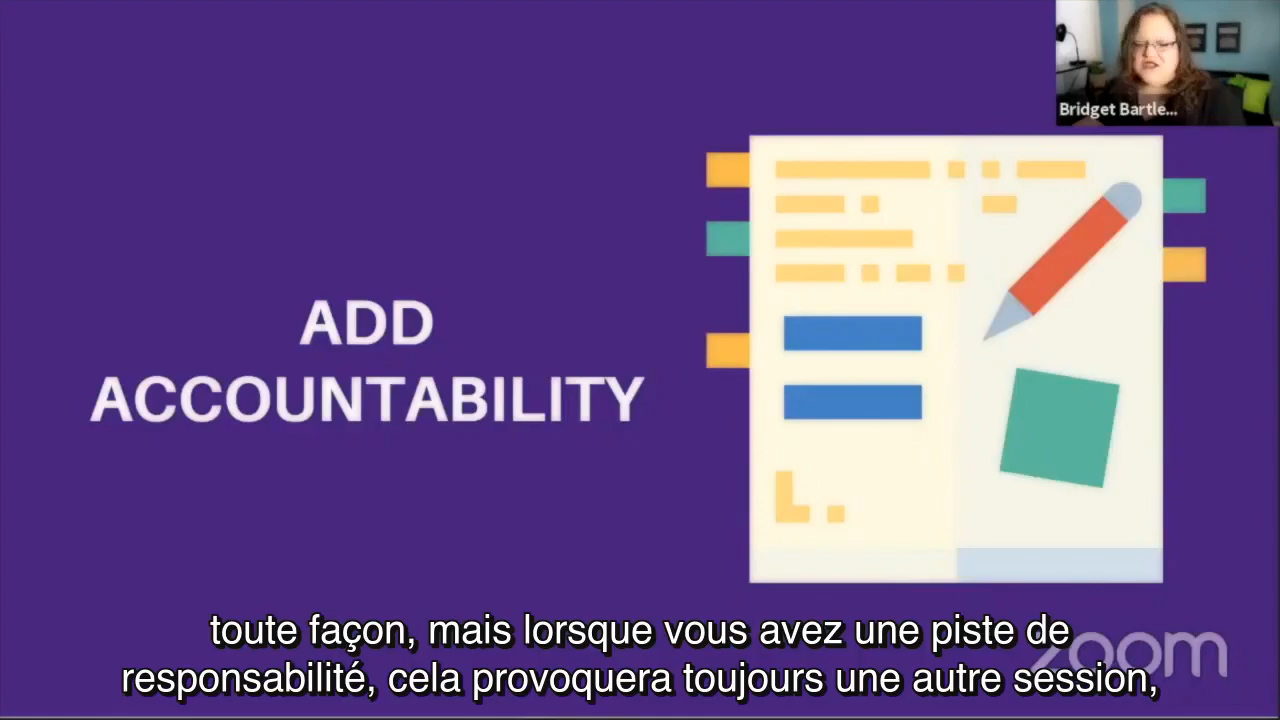 Bridget Bartle...
ADD
ACCOUNTABILITY
toute façon, mais lorsque vous avez une piste de
responsabilité, cela provoquera toujours une autre session,
zoom